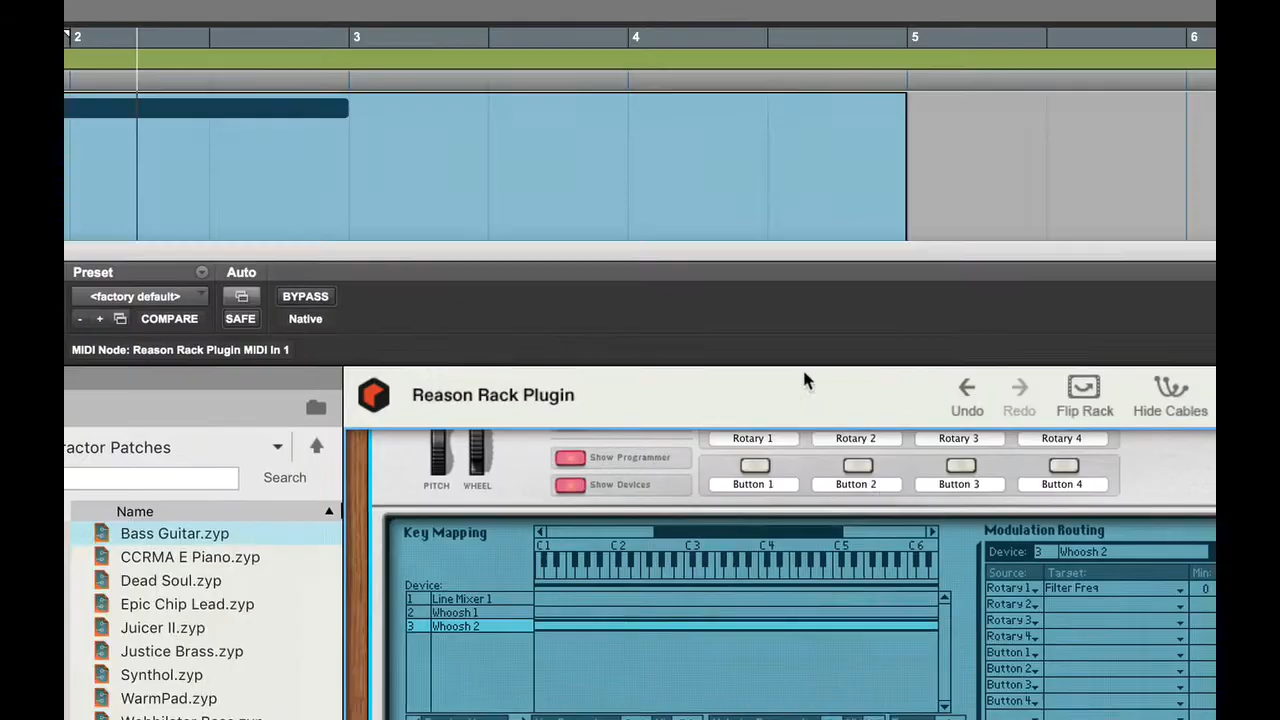 2 3 4 5 6
Preset Auto
<factory default> BYPASS
- + COMPARE SAFE Native
MIDI Node: Reason Rack Plugin MIDI In 1
Reason Rack Plugin
Undo Redo Flip Rack Hide Cables
ractor Patches
Search
Name
Bass Guitar.zyp
CCRMA E Piano.zyp
Dead Soul.zyp
Epic Chip Lead.zyp
Juicer II.zyp
Justice Brass.zyp
Synthol.zyp
WarmPad.zyp
PITCH WHEEL
Show Programmer
Show Devices
Rotary 1 Rotary 2 Rotary 3 Rotary 4
Button 1 Button 2 Button 3 Button 4
Key Mapping
C1 C2 C3 C4 C5 C6
Device:
1 Line Mixer 1
2 Whoosh 1
3 Whoosh 2
Modulation Routing
Device: 3 Whoosh 2
Source: Target: Min:
Rotary 1 Filter Freq 0
Rotary 2
Rotary 3
Rotary 4
Button 1
Button 2
Button 3
Button 4